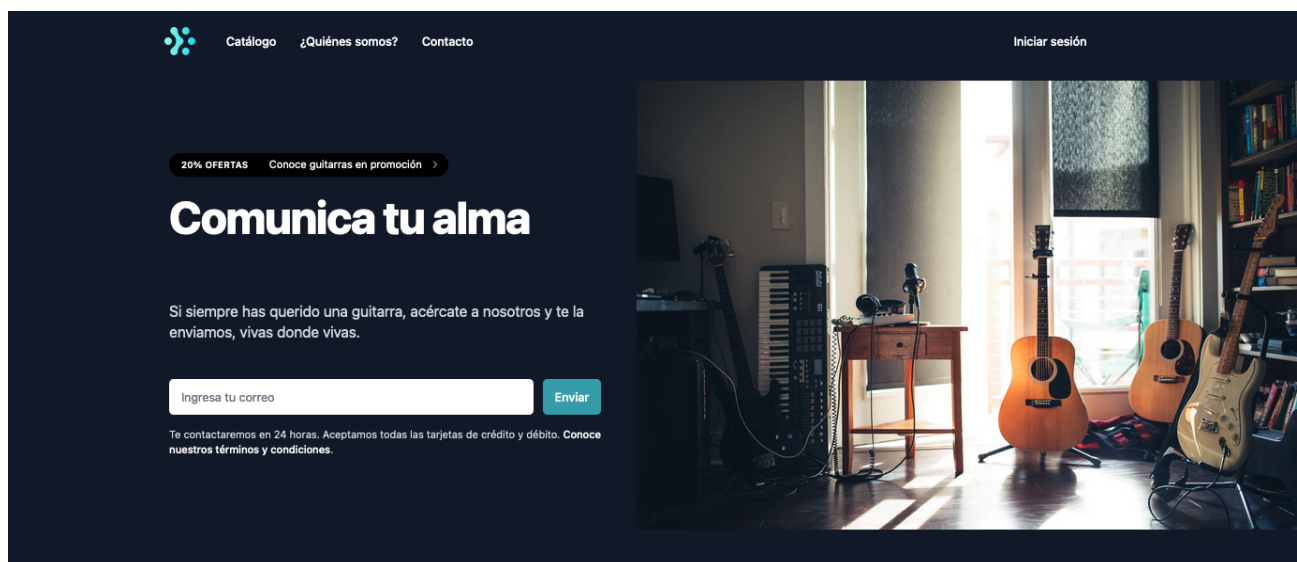 Catálogo
¿Quiénes somos?
Contacto
Iniciar sesión
20% OFERTAS Conoce guitarras en promoción
Comunica tu alma
Si siempre has querido una guitarra, acércate a nosotros y te la
enviamos, vivas donde vivas.
Ingresa tu correo
Enviar
Te contactaremos en 24 horas. Aceptamos todas las tarjetas de crédito y débito. Conoce
nuestros términos y condiciones.